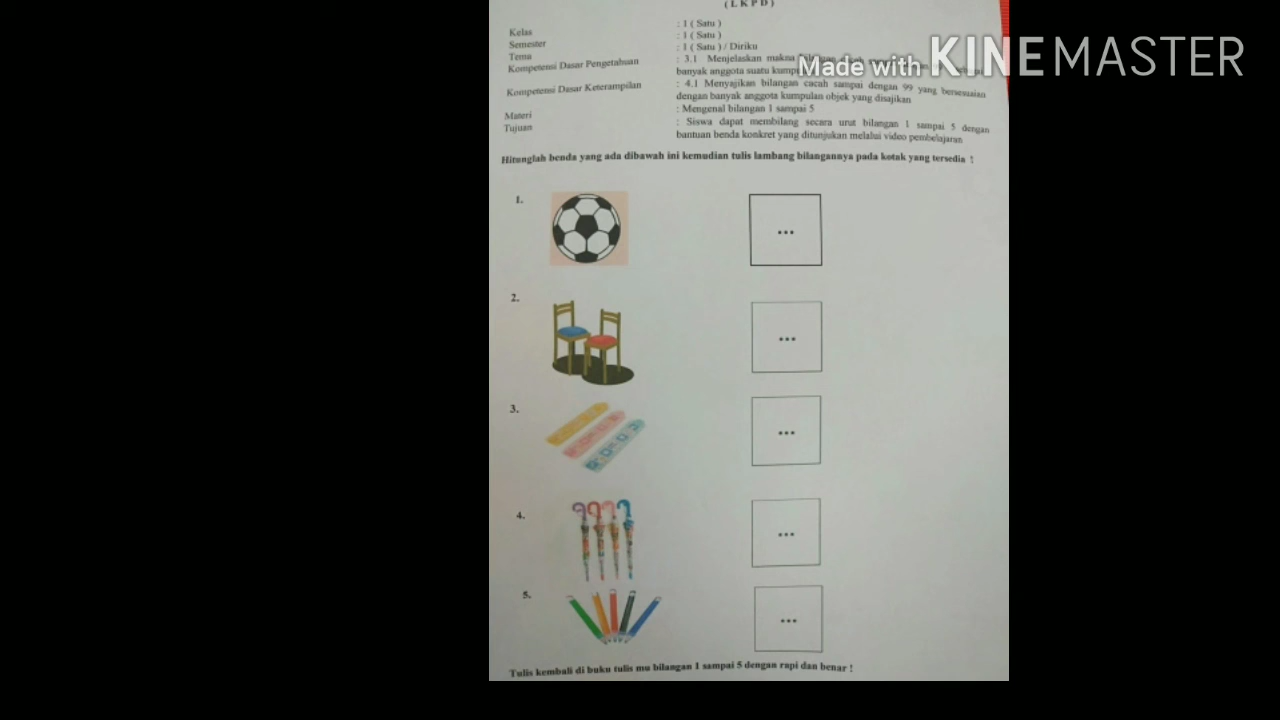 ( L K P D )
Kelas : 1 ( Satu )
Semester : 1 ( Satu )
Tema : 1 ( Satu ) / Diriku
Kompetensi Dasar Pengetahuan : 3.1 Menjelaskan makna
banyak anggota suatu
Kompetensi Dasar Keterampilan : 4.1 Menyajikan bilangan cacah sampai dengan 99 yang bersesuaian
dengan banyak anggota kumpulan objek yang disajikan
Materi : Mengenal bilangan 1 sampai 5
Tujuan : Siswa dapat membilang secara urut bilangan 1 sampai 5 dengan
bantuan benda konkret yang ditunjukan melalui video pembelajaran
Made with KINEMASTER
Hitunglah benda yang ada dibawah ini kemudian tulis lambang bilangannya pada kotak yang tersedia !
1. ...
2. ...
3. ...
4. ...
5. ...
Tulis kembali di buku tulis mu bilangan 1 sampai 5 dengan rapi dan benar !